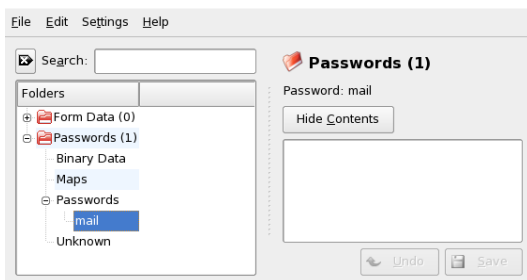 File Edit Settings Help
Search:
Folders
Form Data (0)
Passwords (1)
Binary Data
Maps
Passwords
mail
Unknown
Passwords (1)
Password: mail
Hide Contents
Undo Save